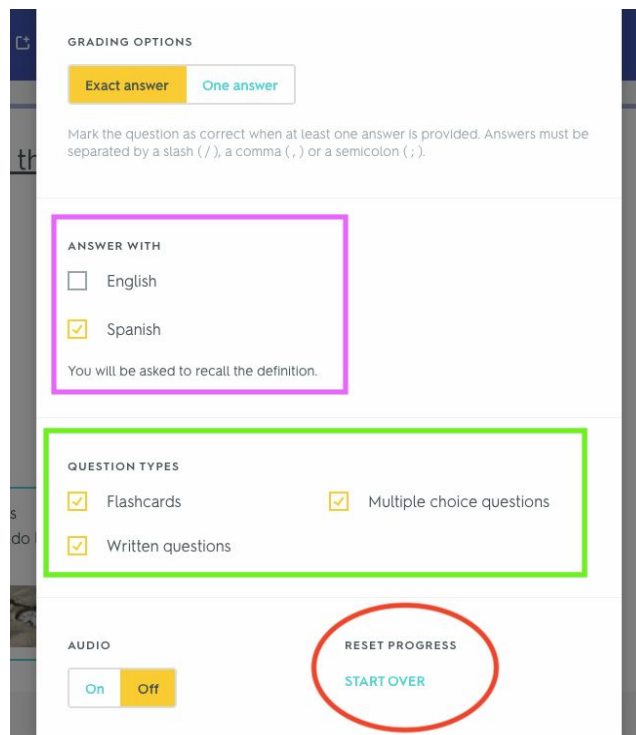 GRADING OPTIONS
Exact answer One answer
Mark the question as correct when at least one answer is provided. Answers must be
separated by a slash ( / ), a comma ( , ) or a semicolon ( ; ).
th
ANSWER WITH
English
Spanish
You will be asked to recall the definition.
QUESTION TYPES
Flashcards Multiple choice questions
s
do
Written questions
AUDIO RESET PROGRESS
On Off START OVER